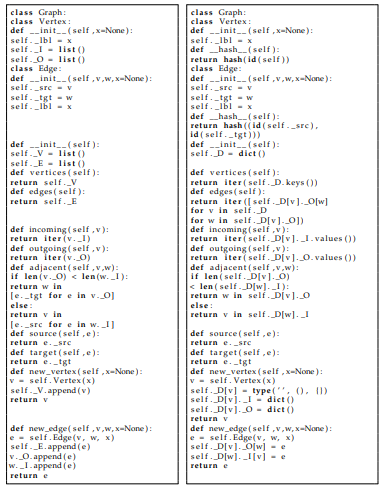 class Graph:
class Vertex:
def __init__(self,x=None):
self._lbl = x
self._I = list()
self._O = list()
class Edge:
def __init__(self,v,w,x=None):
self._src = v
self._tgt = w
self._lbl = x
def __init__(self):
self._V = list()
self._E = list()
def vertices(self):
return self._V
def edges(self):
return self._E
def incoming(self,v):
return iter(v._I)
def outgoing(self,v):
return iter(v._O)
def adjacent(self,v,w):
if len(v._O) < len(w._I):
return w in
[e._tgt for e in v._O]
else:
return v in
[e._src for e in w._I]
def source(self,e):
return e._src
def target(self,e):
return e._tgt
def new_vertex(self,x=None):
v = self.Vertex(x)
self._V.append(v)
return v
def new_edge(self,v,w,x=None):
e = self.Edge(v, w, x)
self._E.append(e)
v._O.append(e)
w._I.append(e)
return e
class Graph:
class Vertex:
def __init__(self,x=None):
self._lbl = x
def __hash__(self):
return hash(id(self))
class Edge:
def __init__(self,v,w,x=None):
self._src = v
self._tgt = w
self._lbl = x
def __hash__(self):
return hash((id(self._src),
id(self._tgt)))
def __init__(self):
self._D = dict()
def vertices(self):
return iter(self._D.keys())
def edges(self):
return iter([self._D[v]._O[w]
for v in self._D
for w in self._D[v]._O])
def incoming(self,v):
return iter(self._D[v]._I.values())
def outgoing(self,v):
return iter(self._D[v]._O.values())
def adjacent(self,v,w):
if len(self._D[v]._O)
< len(self._D[w]._I):
return w in self._D[v]._O
else:
return v in self._D[w]._I
def source(self,e):
return e._src
def target(self,e):
return e._tgt
def new_vertex(self,x=None):
v = self.Vertex(x)
self._D[v] = type('', (), {})
self._D[v]._I = dict()
self._D[v]._O = dict()
return v
def new_edge(self,v,w,x=None):
e = self.Edge(v, w, x)
self._D[v]._O[w] = e
self._D[w]._I[v] = e
return e